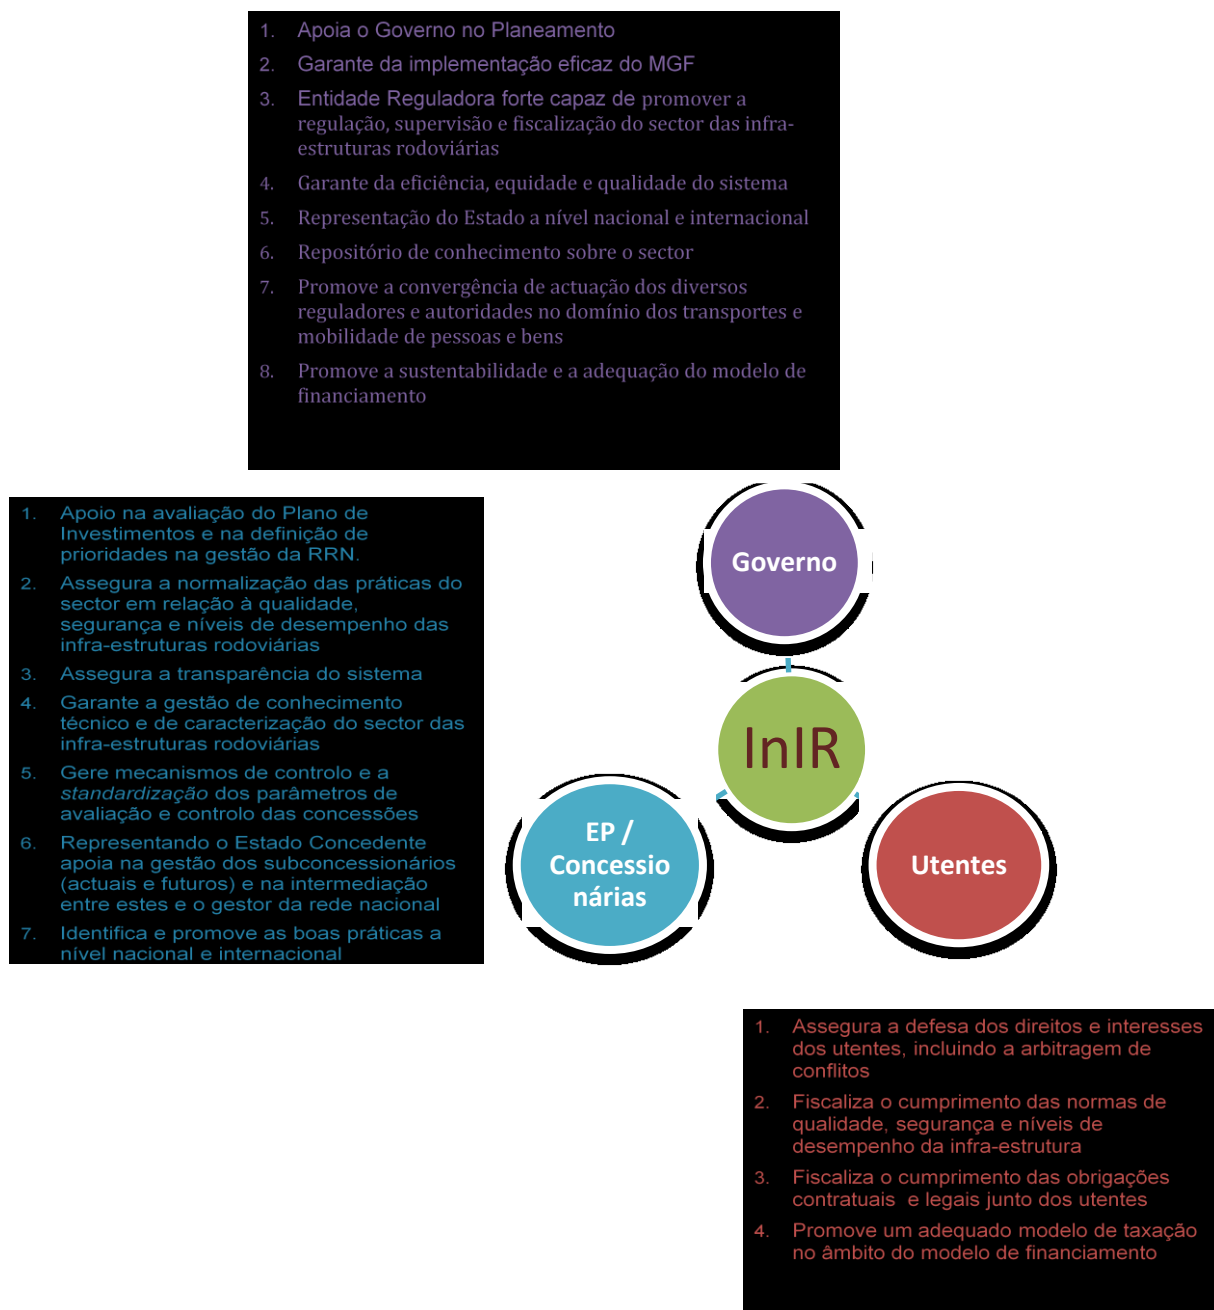 1. Apoia o Governo no Planeamento
2. Garante da implementação eficaz do MGF
3. Entidade Reguladora forte capaz de promover a
regulação, supervisão e fiscalização do sector das infra-
estruturas rodoviárias
4. Garante da eficiência, equidade e qualidade do sistema
5. Representação do Estado a nível nacional e internacional
6. Repositório de conhecimento sobre o sector
7. Promove a convergência de actuação dos diversos
reguladores e autoridades no domínio dos transportes e
mobilidade de pessoas e bens
8. Promove a sustentabilidade e a adequação do modelo de
financiamento
1. Apoio na avaliação do Plano de
Investimentos e na definição de
prioridades na gestão da RRN.
2. Assegura a normalização das práticas do
sector em relação à qualidade,
segurança e níveis de desempenho das
infra-estruturas rodoviárias
3. Assegura a transparência do sistema
4. Garante a gestão de conhecimento
técnico e de caracterização do sector das
infra-estruturas rodoviárias
5. Gere mecanismos de controlo e a
standardização dos parâmetros de
avaliação e controlo das concessões
6. Representando o Estado Concedente
apoia na gestão dos subconcessionários
(actuais e futuros) e na intermediação
entre estes e o gestor da rede nacional
7. Identifica e promove as boas práticas a
nível nacional e internacional
Governo
InIR
EP /
Concessio
nárias
Utentes
1. Assegura a defesa dos direitos e interesses
dos utentes, incluindo a arbitragem de
conflitos
2. Fiscaliza o cumprimento das normas de
qualidade, segurança e níveis de
desempenho da infra-estrutura
3. Fiscaliza o cumprimento das obrigações
contratuais e legais junto dos utentes
4. Promove um adequado modelo de taxação
no âmbito do modelo de financiamento